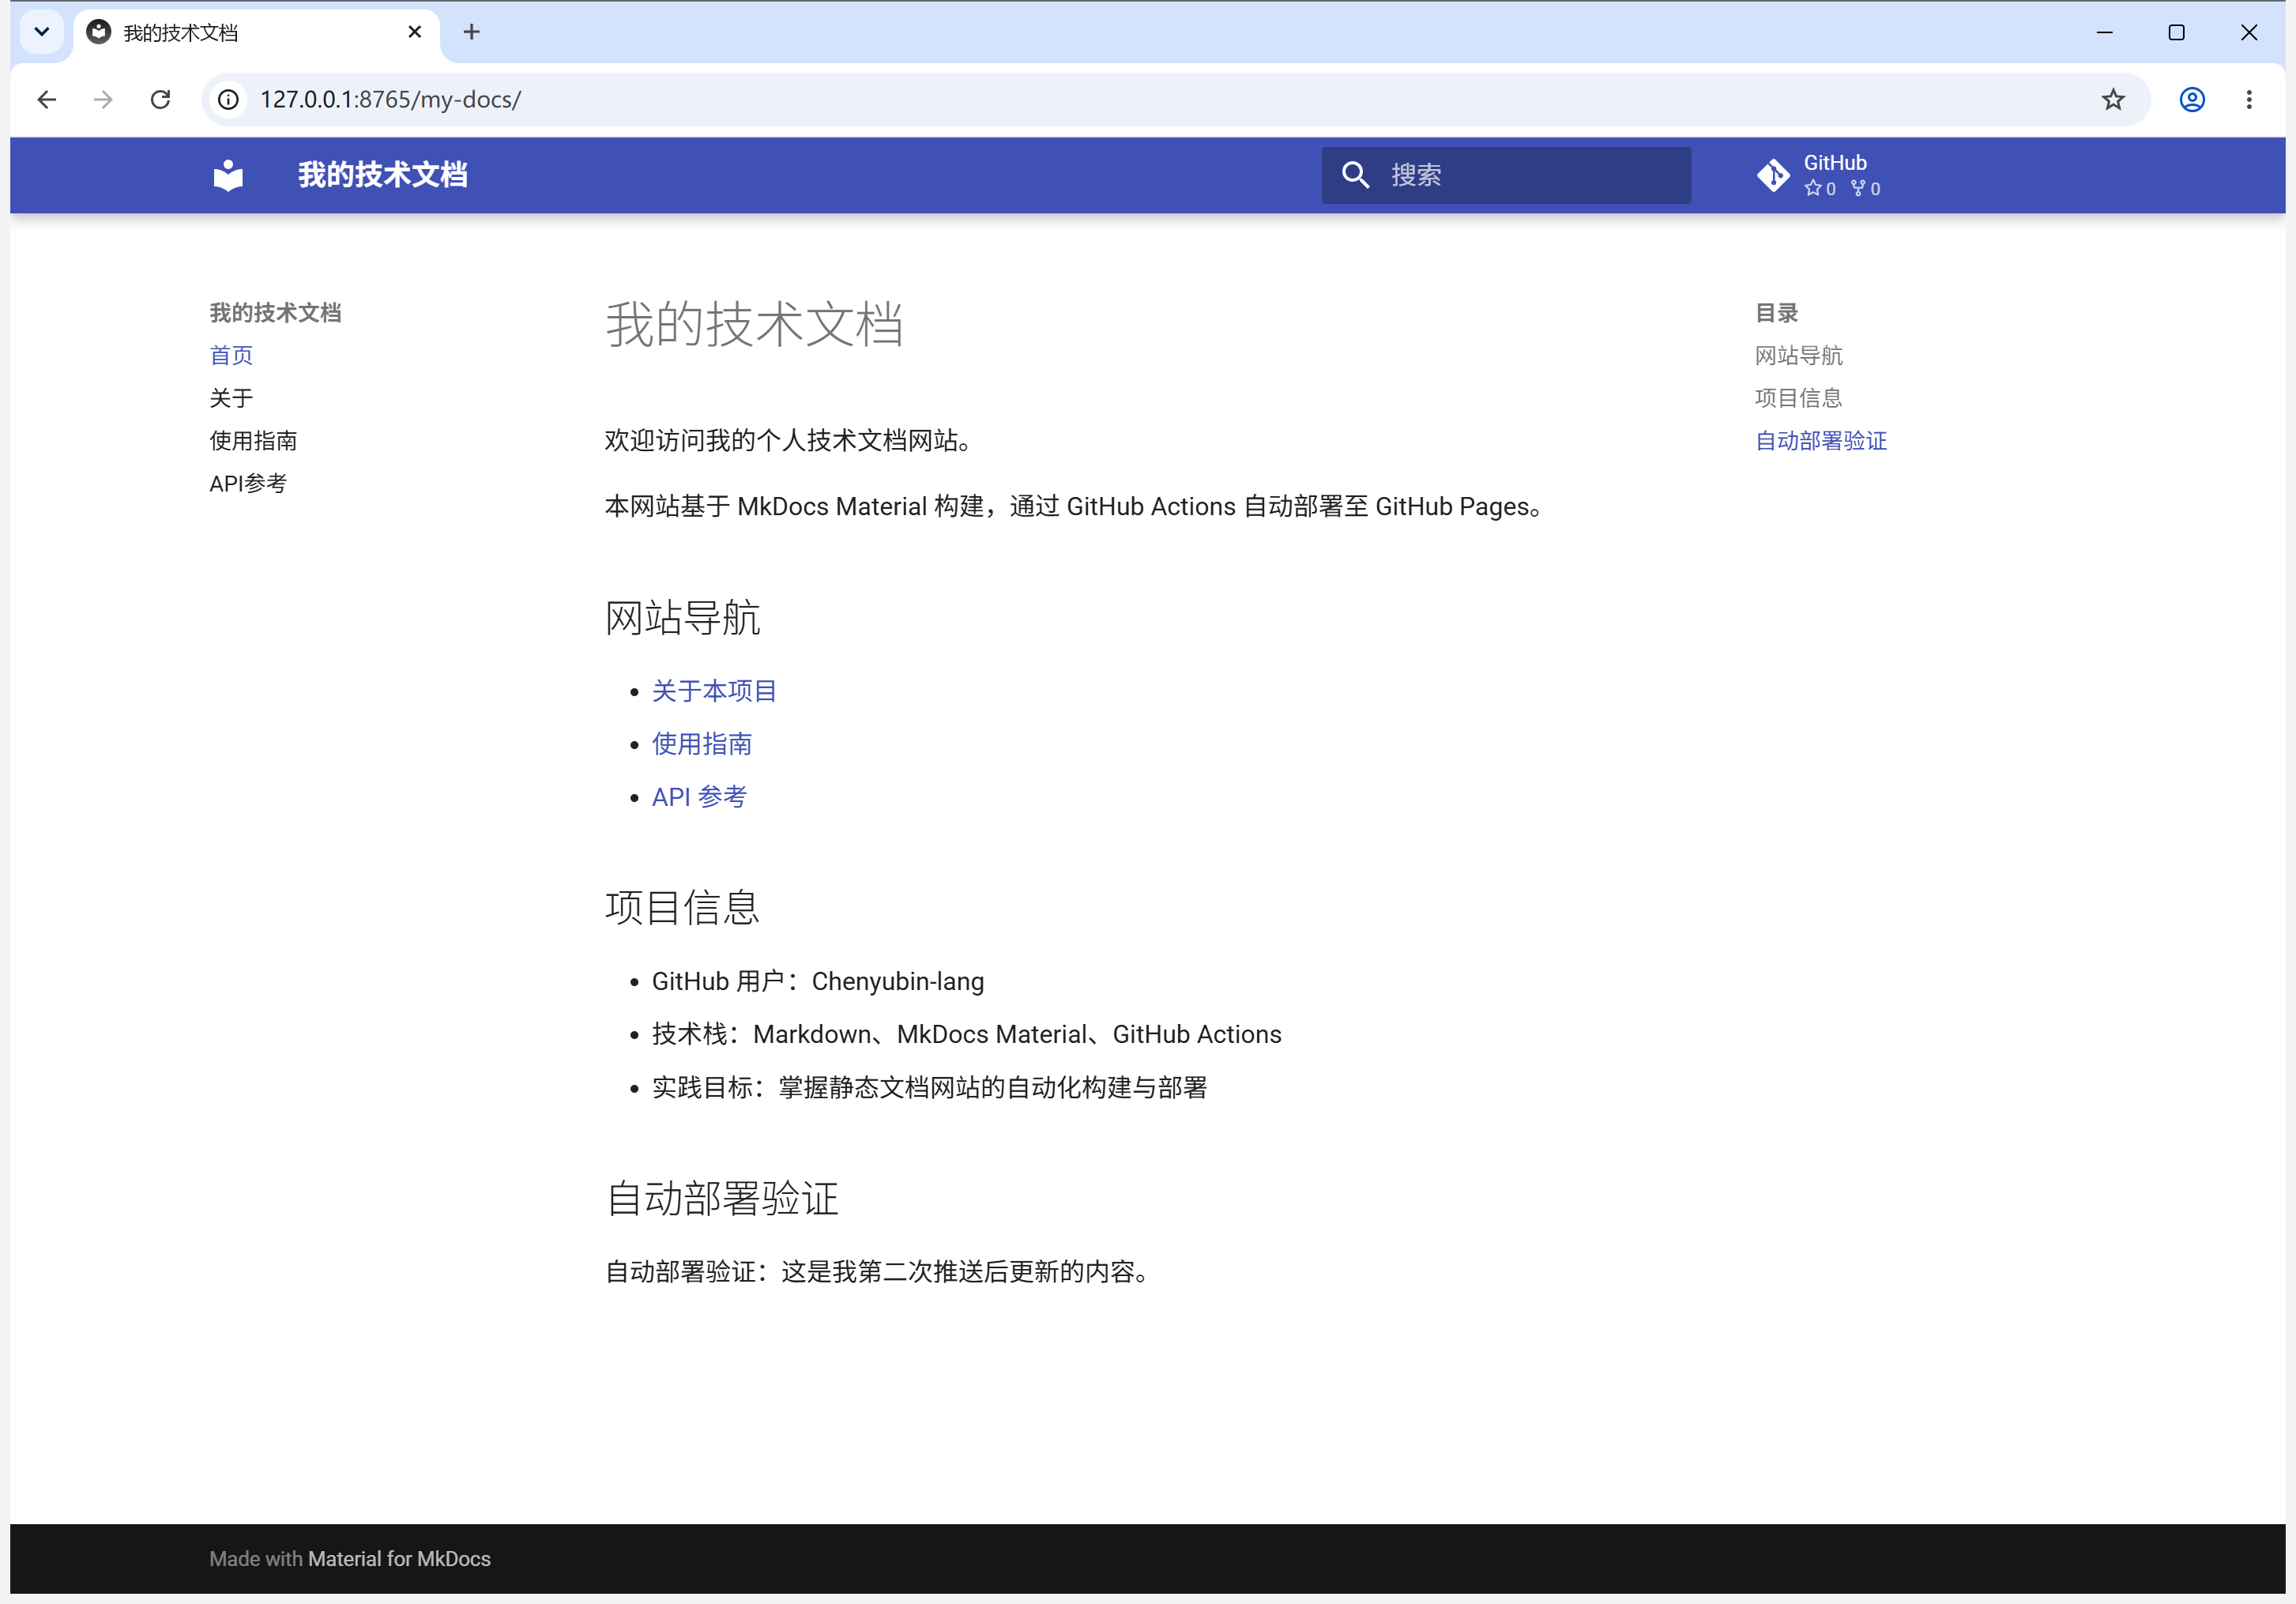 我的技术文档
127.0.0.1:8765/my-docs/
我的技术文档
搜索
GitHub
0 0
我的技术文档
首页
关于
使用指南
API参考
我的技术文档
欢迎访问我的个人技术文档网站。
本网站基于 MkDocs Material 构建，通过 GitHub Actions 自动部署至 GitHub Pages。
网站导航
• 关于本项目
• 使用指南
• API 参考
项目信息
• GitHub 用户：Chenyubin-lang
• 技术栈：Markdown、MkDocs Material、GitHub Actions
• 实践目标：掌握静态文档网站的自动化构建与部署
自动部署验证
自动部署验证：这是我第二次推送后更新的内容。
目录
网站导航
项目信息
自动部署验证
Made with Material for MkDocs